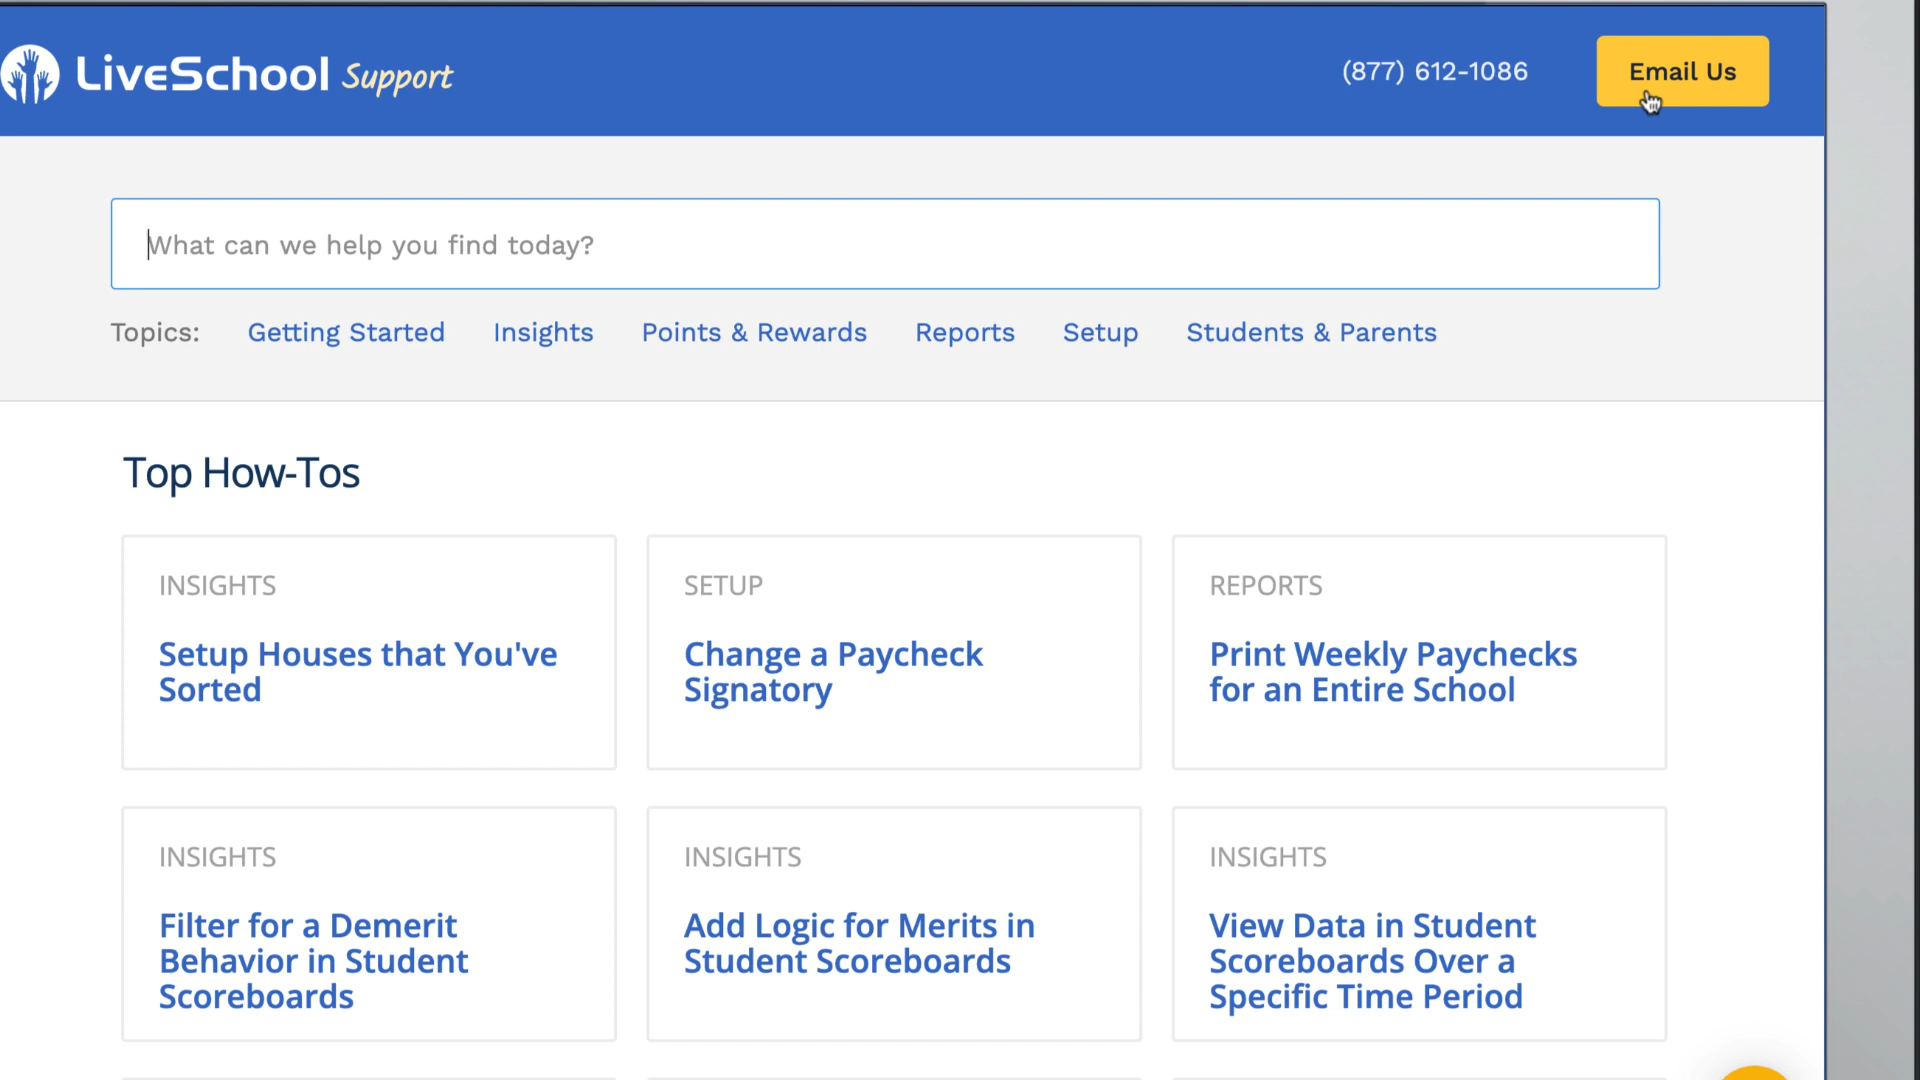 LiveSchool Support
(877) 612-1086
Email Us
What can we help you find today?
Topics: Getting Started Insights Points & Rewards Reports Setup Students & Parents
Top How-Tos
INSIGHTS
Setup Houses that You've
Sorted
SETUP
Change a Paycheck
Signatory
REPORTS
Print Weekly Paychecks
for an Entire School
INSIGHTS
Filter for a Demerit
Behavior in Student
Scoreboards
INSIGHTS
Add Logic for Merits in
Student Scoreboards
INSIGHTS
View Data in Student
Scoreboards Over a
Specific Time Period